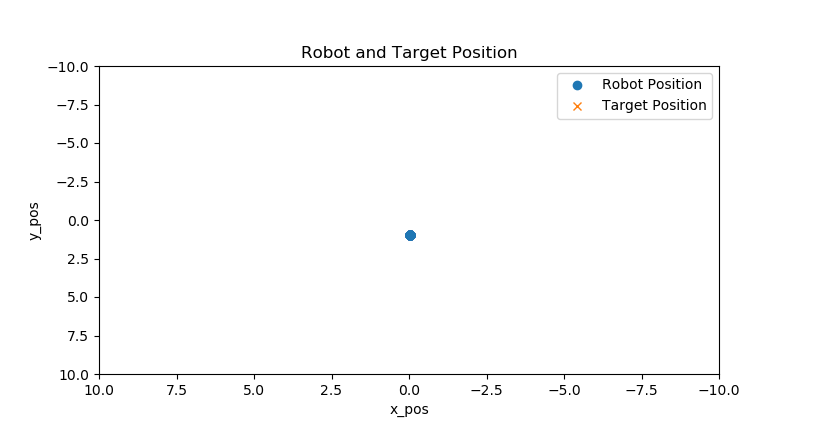 Robot and Target Position
Robot Position
Target Position
−10.0
−7.5
−5.0
−2.5
0.0
2.5
5.0
7.5
10.0
y_pos
10.0 7.5 5.0 2.5 0.0 −2.5 −5.0 −7.5 −10.0
x_pos